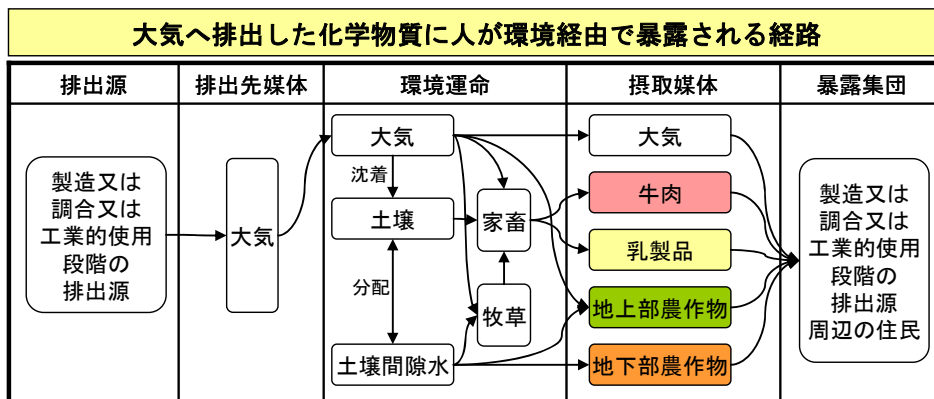 大気へ排出した化学物質に人が環境経由で暴露される経路
排出源
排出先媒体
環境運命
摂取媒体
暴露集団
製造又は
調合又は
工業的使用
段階の
排出源
大気
大気
沈着
土壌
分配
土壌間隙水
家畜
牧草
大気
牛肉
乳製品
地上部農作物
地下部農作物
製造又は
調合又は
工業的使用
段階の
排出源
周辺の住民